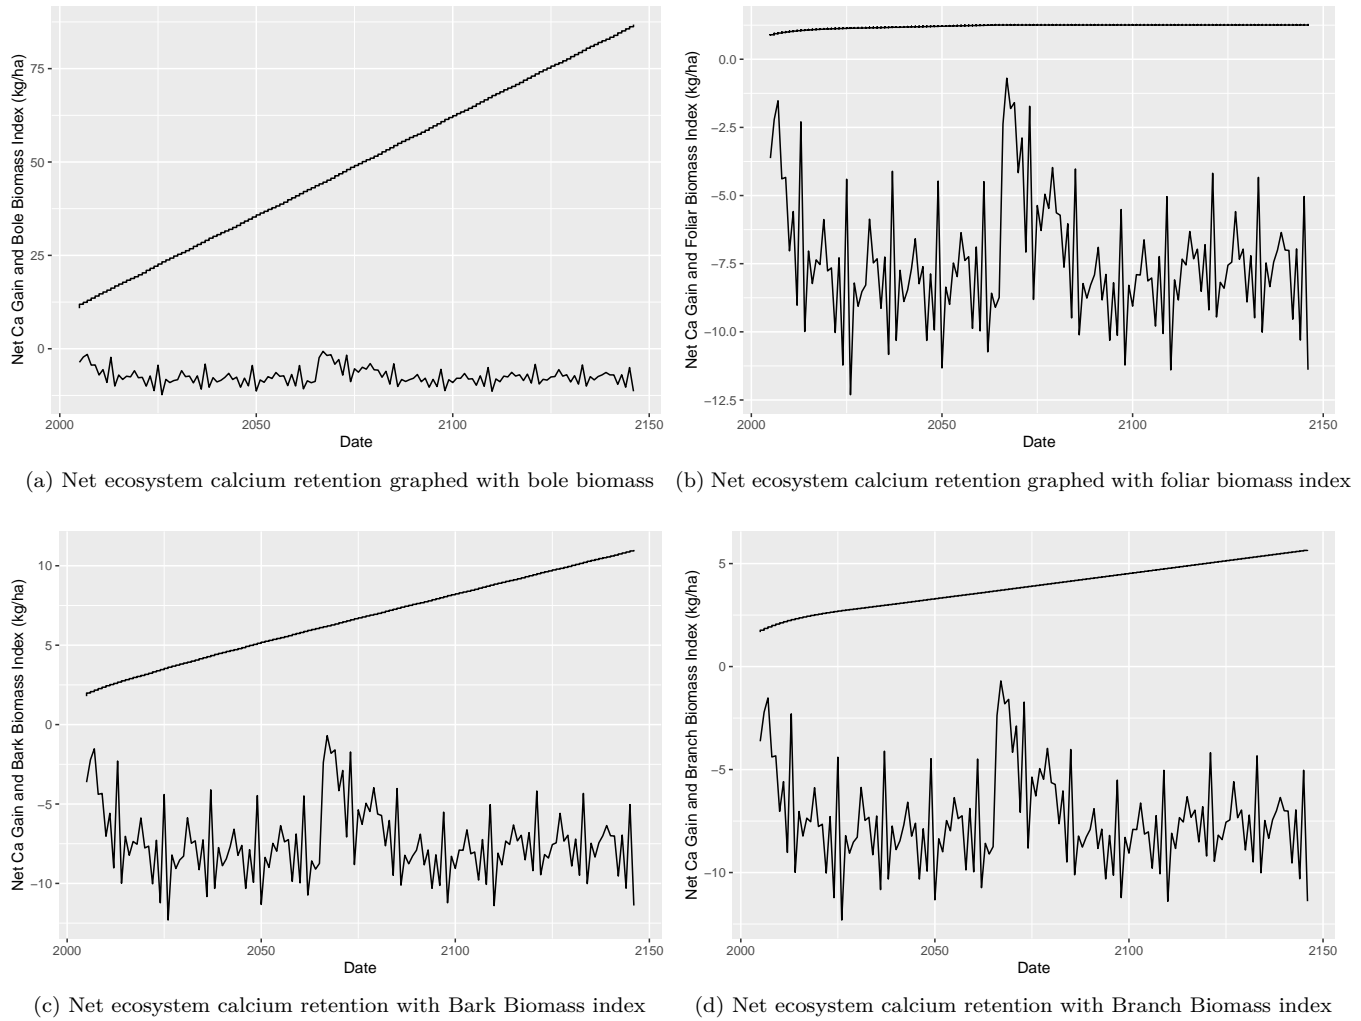 Net Ca Gain and Bole Biomass Index (kg/ha)
75
50
25
0
2000
2050
2100
2150
Date
(a) Net ecosystem calcium retention graphed with bole biomass
Net Ca Gain and Foliar Biomass Index (kg/ha)
0.0
−2.5
−5.0
−7.5
−10.0
−12.5
2000
2050
2100
2150
Date
(b) Net ecosystem calcium retention graphed with foliar biomass index
Net Ca Gain and Bark Biomass Index (kg/ha)
10
5
0
−5
−10
2000
2050
2100
2150
Date
(c) Net ecosystem calcium retention with Bark Biomass index
Net Ca Gain and Branch Biomass Index (kg/ha)
5
0
−5
−10
2000
2050
2100
2150
Date
(d) Net ecosystem calcium retention with Branch Biomass index